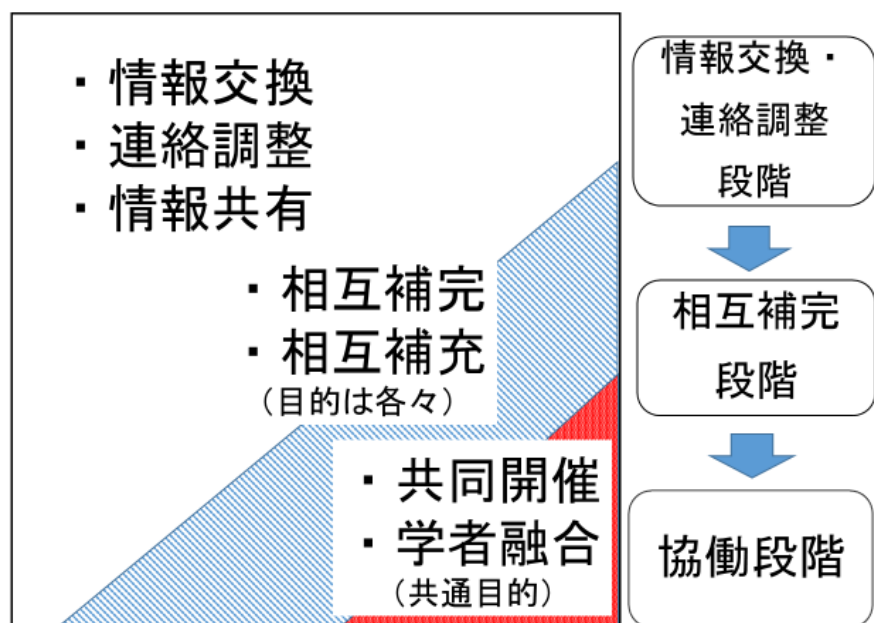 ・情報交換
・連絡調整
・情報共有
・相互補完
・相互補充
（目的は各々）
・共同開催
・学者融合
（共通目的）
情報交換・
連絡調整
段階
相互補完
段階
協働段階